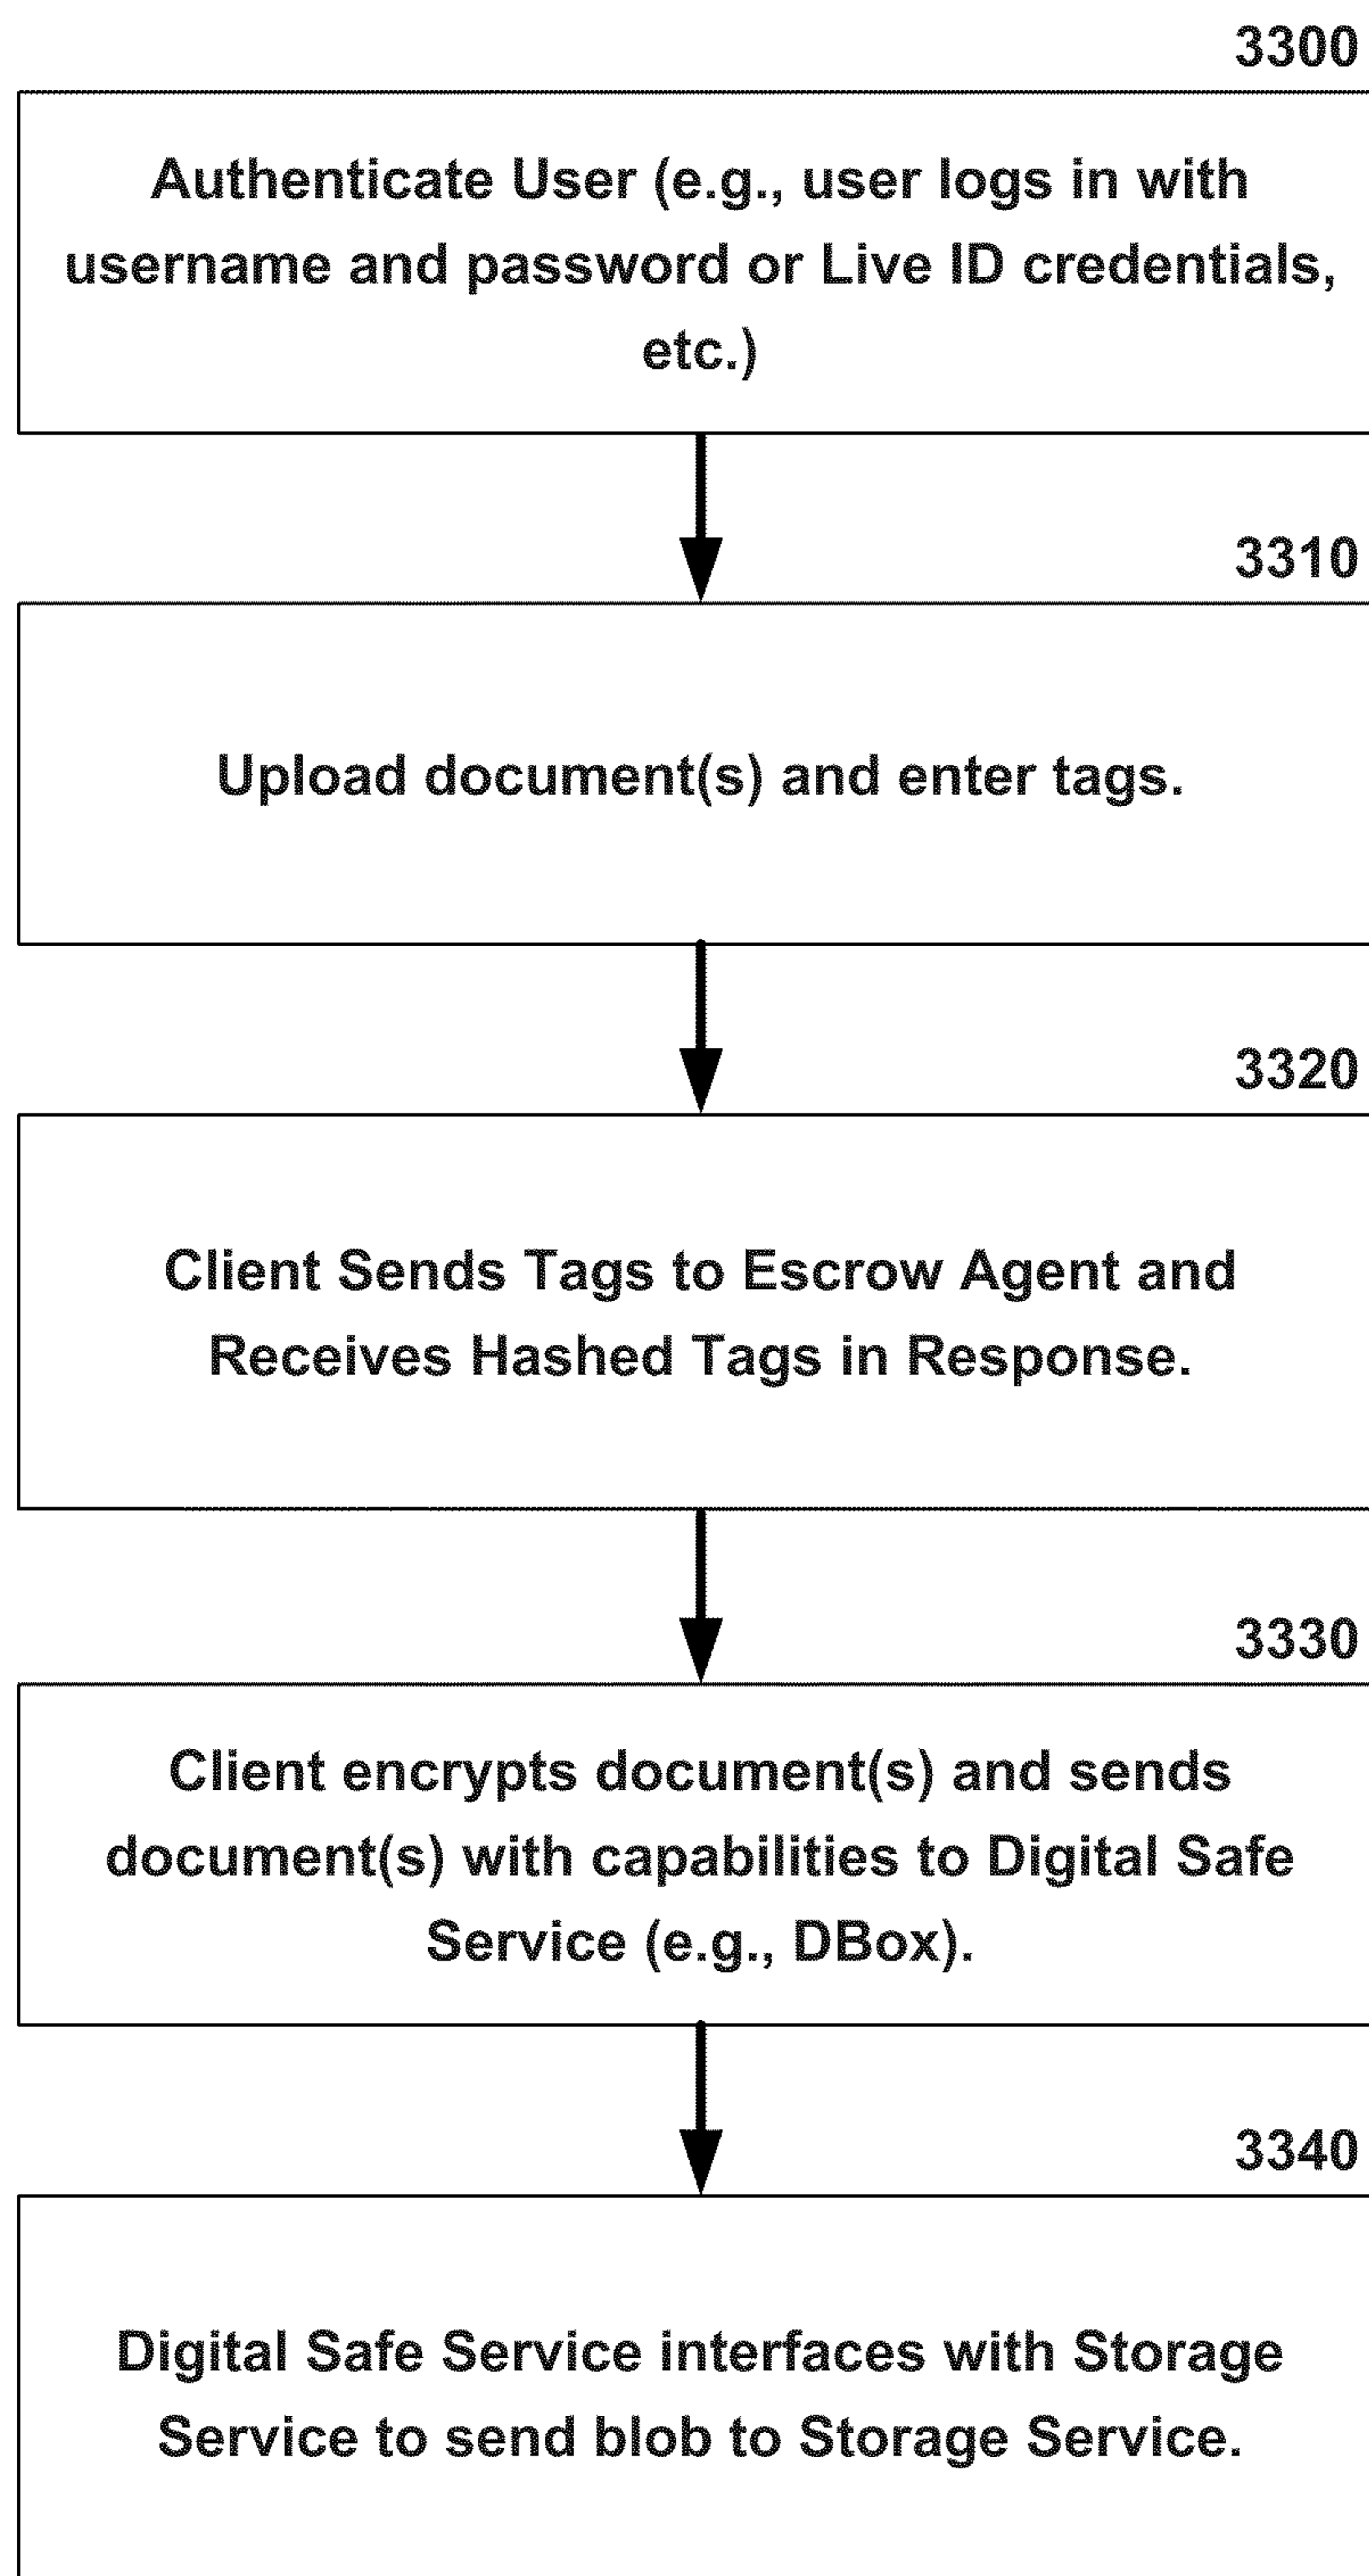 3300
Authenticate User (e.g., user logs in with
username and password or Live ID credentials,
etc.)
3310
Upload document(s) and enter tags.
3320
Client Sends Tags to Escrow Agent and
Receives Hashed Tags in Response.
3330
Client encrypts document(s) and sends
document(s) with capabilities to Digital Safe
Service (e.g., DBox).
3340
Digital Safe Service interfaces with Storage
Service to send blob to Storage Service.